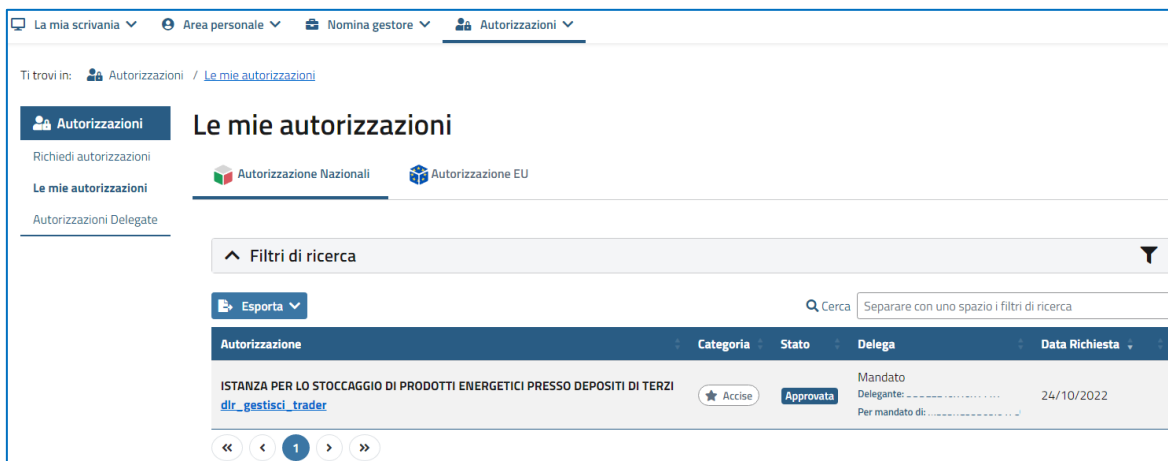 La mia scrivania Area personale Nomina gestore Autorizzazioni
Ti trovi in: Autorizzazioni / Le mie autorizzazioni
Autorizzazioni
Richiedi autorizzazioni
Le mie autorizzazioni
Autorizzazioni Delegate
Le mie autorizzazioni
Autorizzazione Nazionali Autorizzazione EU
Filtri di ricerca
Esporta Cerca Separare con uno spazio i filtri di ricerca
Autorizzazione Categoria Stato Delega Data Richiesta
ISTANZA PER LO STOCCAGGIO DI PRODOTTI ENERGETICI PRESSO DEPOSITI DI TERZI
dlr_gestisci_trader
Accise
Approvata
Mandato
Delegante:
Per mandato di:
24/10/2022
« ‹ 1 › »